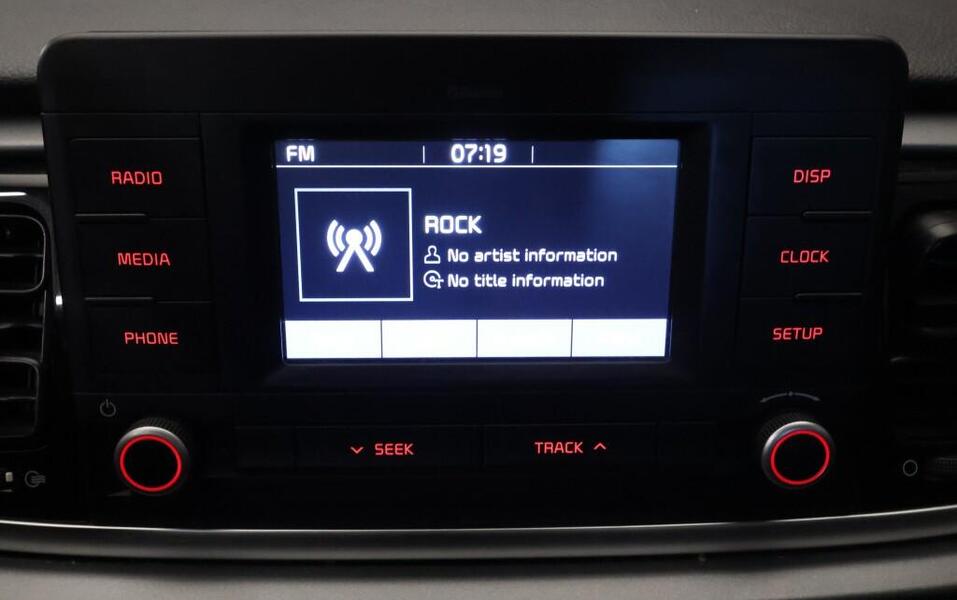 FM
07:19
ROCK
No artist information
No title information
RADIO
MEDIA
PHONE
DISP
CLOCK
SETUP
SEEK
TRACK